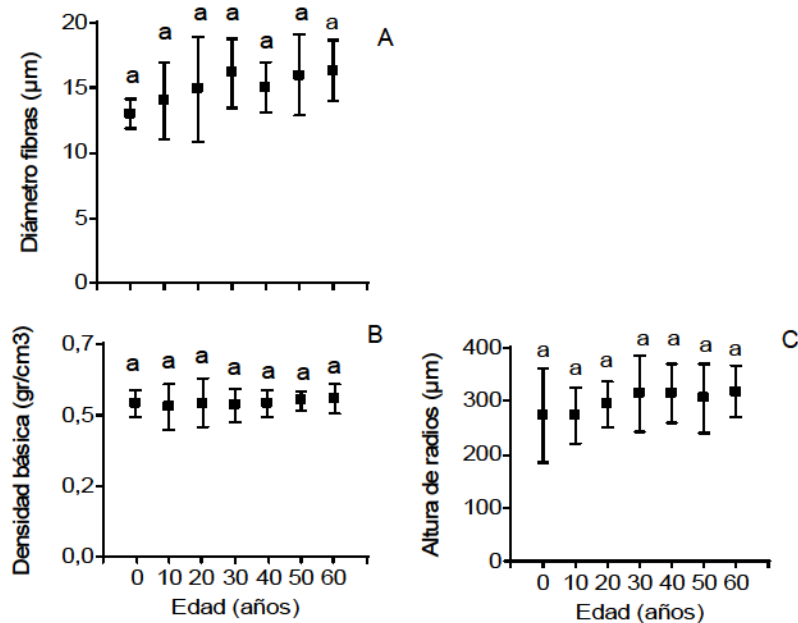 A
Diámetro fibras (µm)
20
15
10
5
0
a a a a a a a
B
Densidad básica (gr/cm3)
0,7
0,5
0,2
0,0
a a a a a a a
0 10 20 30 40 50 60
Edad (años)
C
Altura de radios (µm)
400
300
200
100
0
a a a a a a a
0 10 20 30 40 50 60
Edad (años)